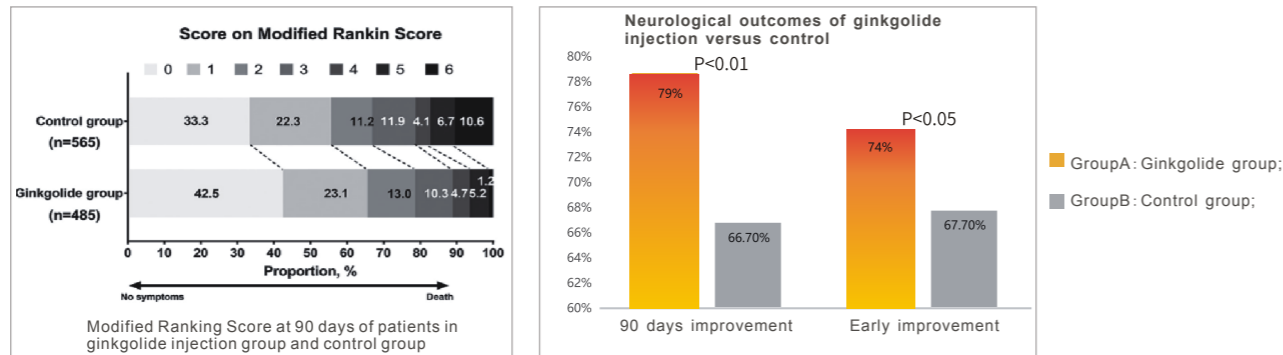 Score on Modified Rankin Score
0 1 2 3 4 5 6
Control group
(n=565)
33.3 22.3 11.2 11.9 4.1 6.7 10.6
Ginkgolide group
(n=485)
42.5 23.1 13.0 10.3 4.7 5.2 1.2
0 10 20 30 40 50 60 70 80 90 100
Proportion, %
No symptoms Death
Modified Ranking Score at 90 days of patients in
ginkgolide injection group and control group
Neurological outcomes of ginkgolide
injection versus control
80%
78%
76%
74%
72%
70%
68%
66%
64%
62%
60%
P<0.01
79%
66.70%
P<0.05
74%
67.70%
90 days improvement Early improvement
GroupA: Ginkgolide group;
GroupB: Control group;